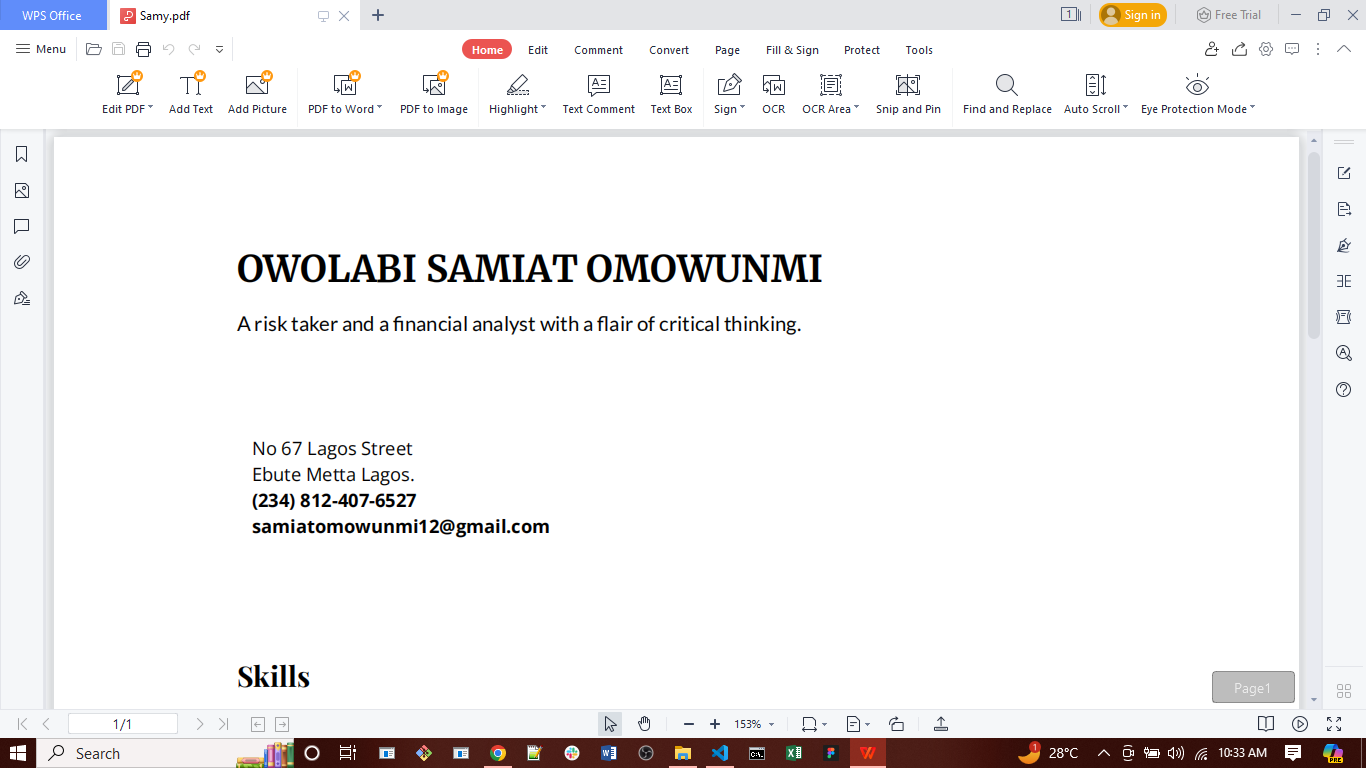 WPS Office
Samy.pdf
1
Sign in
Free Trial
Menu
Home
Edit
Comment
Convert
Page
Fill & Sign
Protect
Tools
Edit PDF
Add Text
Add Picture
PDF to Word
PDF to Image
Highlight
Text Comment
Text Box
Sign
OCR
OCR Area
Snip and Pin
Find and Replace
Auto Scroll
Eye Protection Mode
OWOLABI SAMIAT OMOWUNMI
A risk taker and a financial analyst with a flair of critical thinking.
No 67 Lagos Street
Ebute Metta Lagos.
(234) 812-407-6527
samiatomowunmi12@gmail.com
Skills
Page1
1/1
153%
Search
1
28°C
10:33 AM
PRE